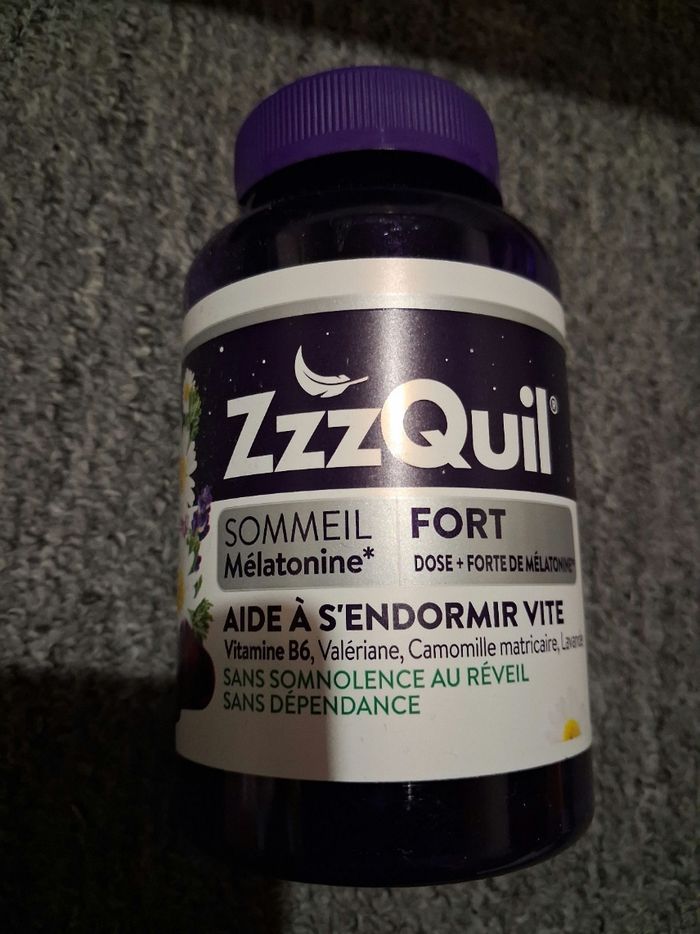 ZzzQuil®
SOMMEIL
Mélatonine*
FORT
DOSE + FORTE DE MÉLATONINE
AIDE À S'ENDORMIR VITE
Vitamine B6, Valériane, Camomille matricaire, Lavande
SANS SOMNOLENCE AU RÉVEIL
SANS DÉPENDANCE